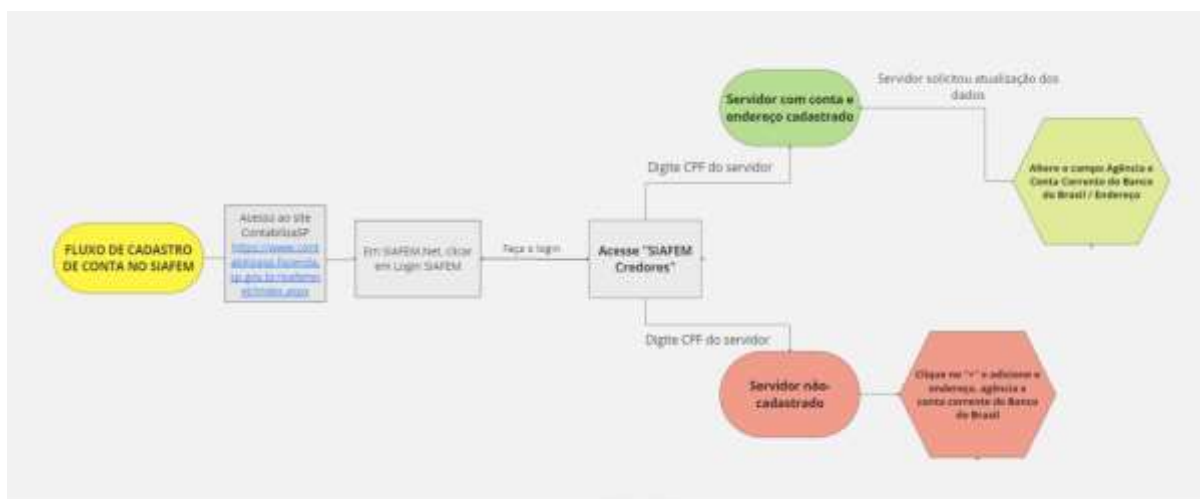 FLUXO DE CADASTRO
DE CONTA NO SIAFEM
Acesso ao site
ContabilizaSP
https://www.cont
Em SIAFEM.Net, clicar
em Login SIAFEM
Faça o login
Acesse "SIAFEM
Credores"
Digite CPF do servidor
Servidor com conta e
endereço cadastrado
Servidor solicitou atualização dos
dados
Altere o campo Agência e
Conta Corrente do Banco
do Brasil / Endereço
Digite CPF do servidor
Servidor não-
cadastrado
Clique no "+" e adicione o
endereço, agência e
conta corrente do Banco
do Brasil